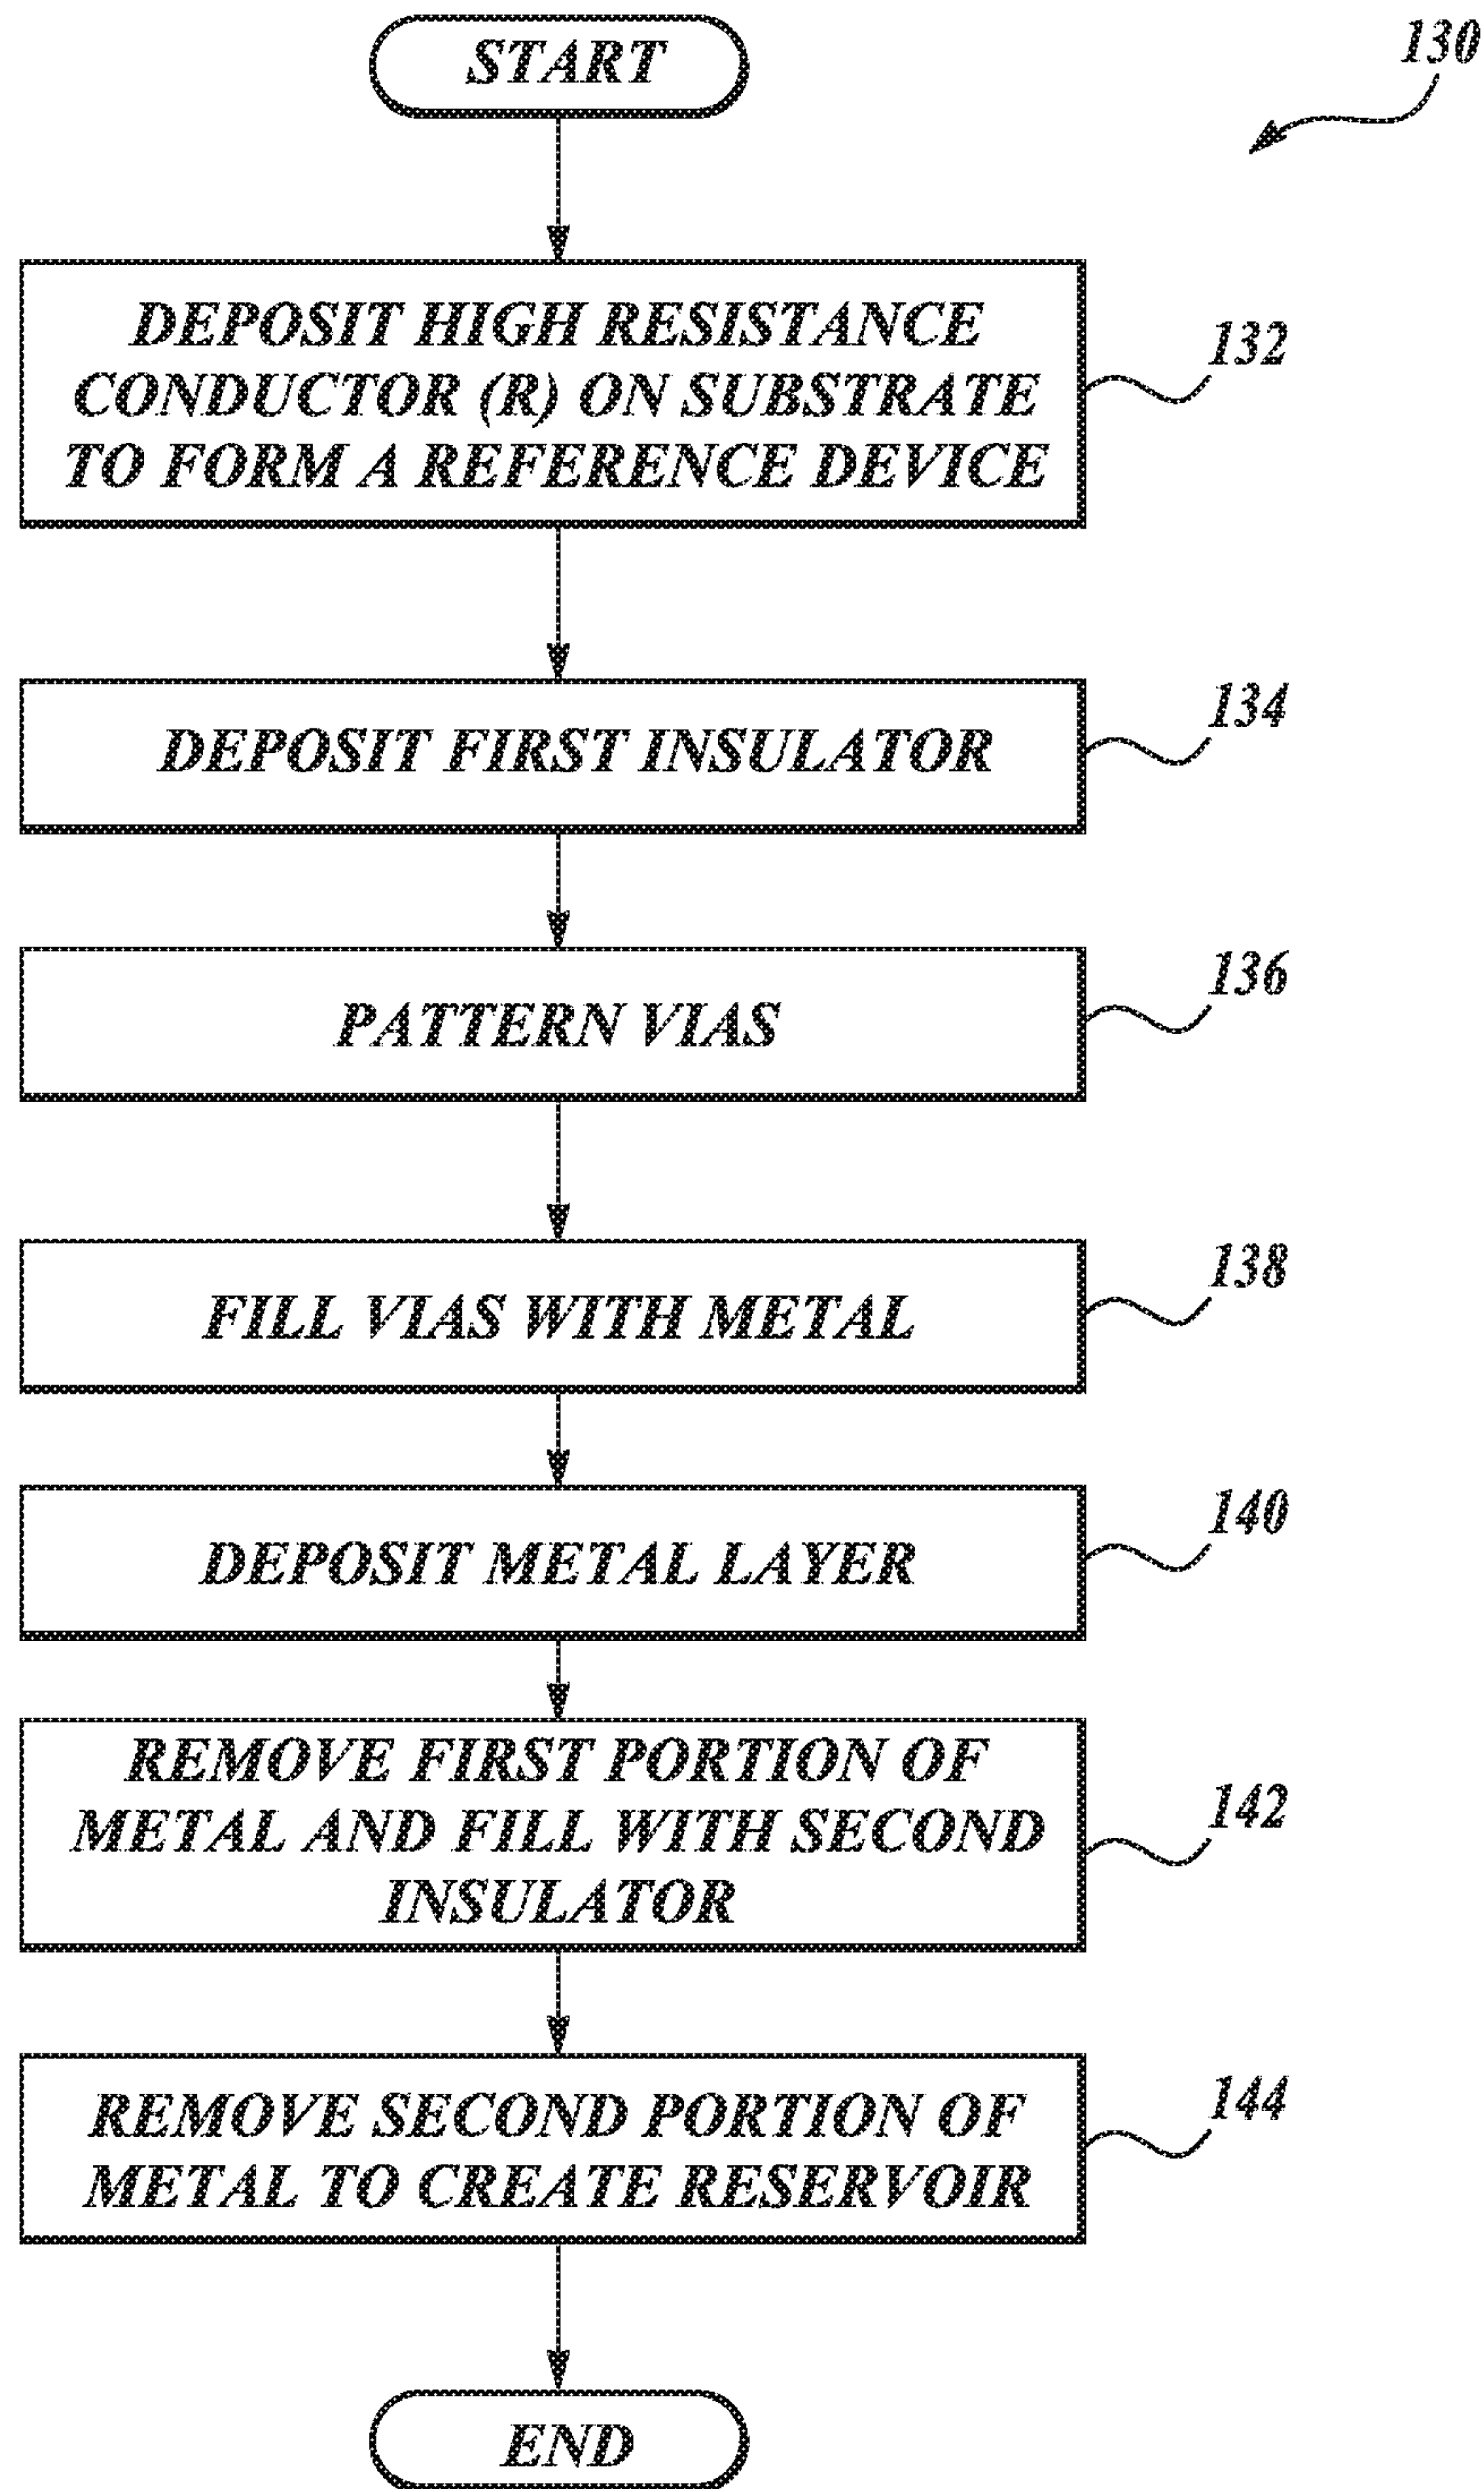 START
130
DEPOSIT HIGH RESISTANCE
CONDUCTOR (R) ON SUBSTRATE
TO FORM A REFERENCE DEVICE
132
DEPOSIT FIRST INSULATOR
134
PATTERN VIAS
136
FILL VIAS WITH METAL
138
DEPOSIT METAL LAYER
140
REMOVE FIRST PORTION OF
METAL AND FILL WITH SECOND
INSULATOR
142
REMOVE SECOND PORTION OF
METAL TO CREATE RESERVOIR
144
END